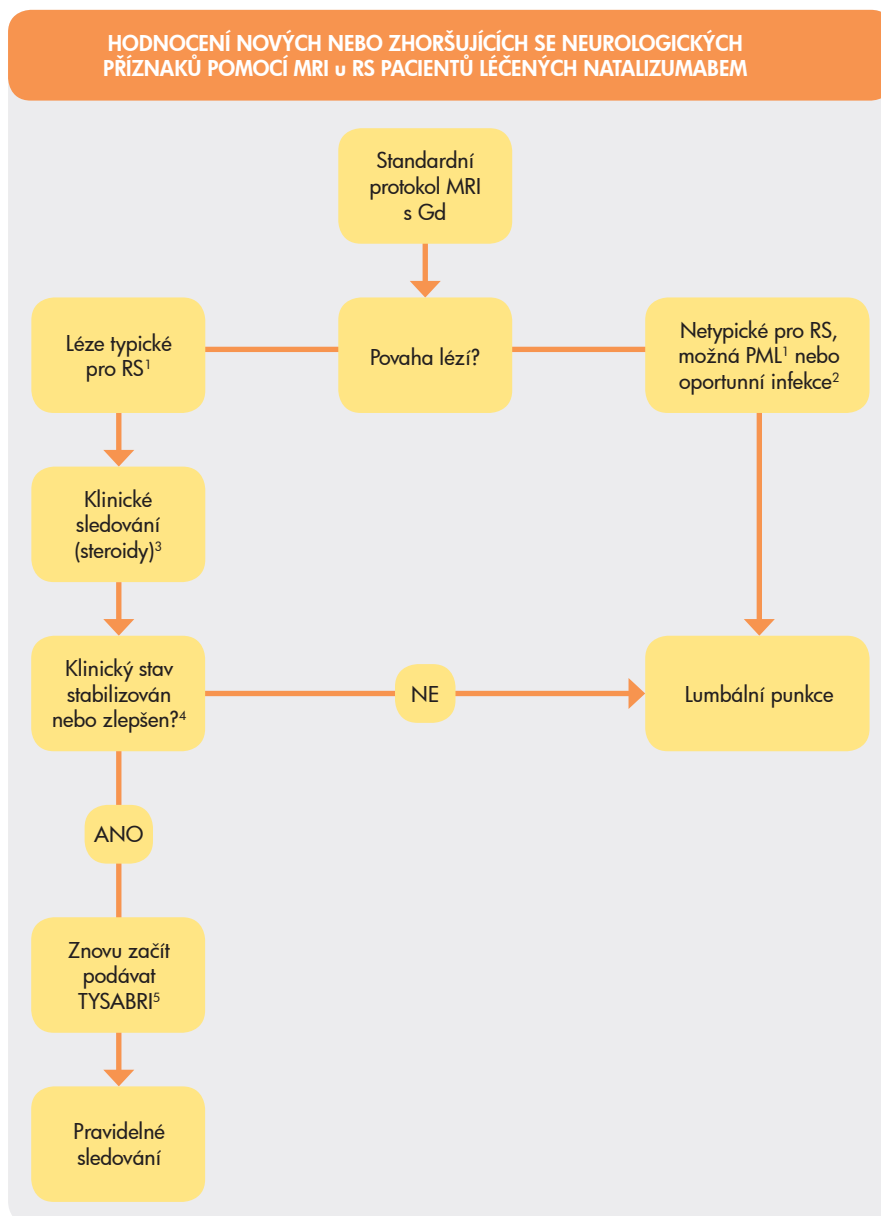 HODNOCENÍ NOVÝCH NEBO ZHORŠUJÍCÍCH SE NEUROLOGICKÝCH
PŘÍZNAKŮ POMOCÍ MRI u RS PACIENTŮ LÉČENÝCH NATALIZUMABEM
Standardní
protokol MRI
s Gd
Léze typické
pro RS¹
Povaha lézí?
Netypické pro RS,
možná PML¹ nebo
oportunní infekce²
Klinické
sledování
(steroidy)³
Klinický stav
stabilizován
nebo zlepšen?⁴
NE
Lumbální punkce
ANO
Znovu začít
podávat
TYSABRI⁵
Pravidelné
sledování